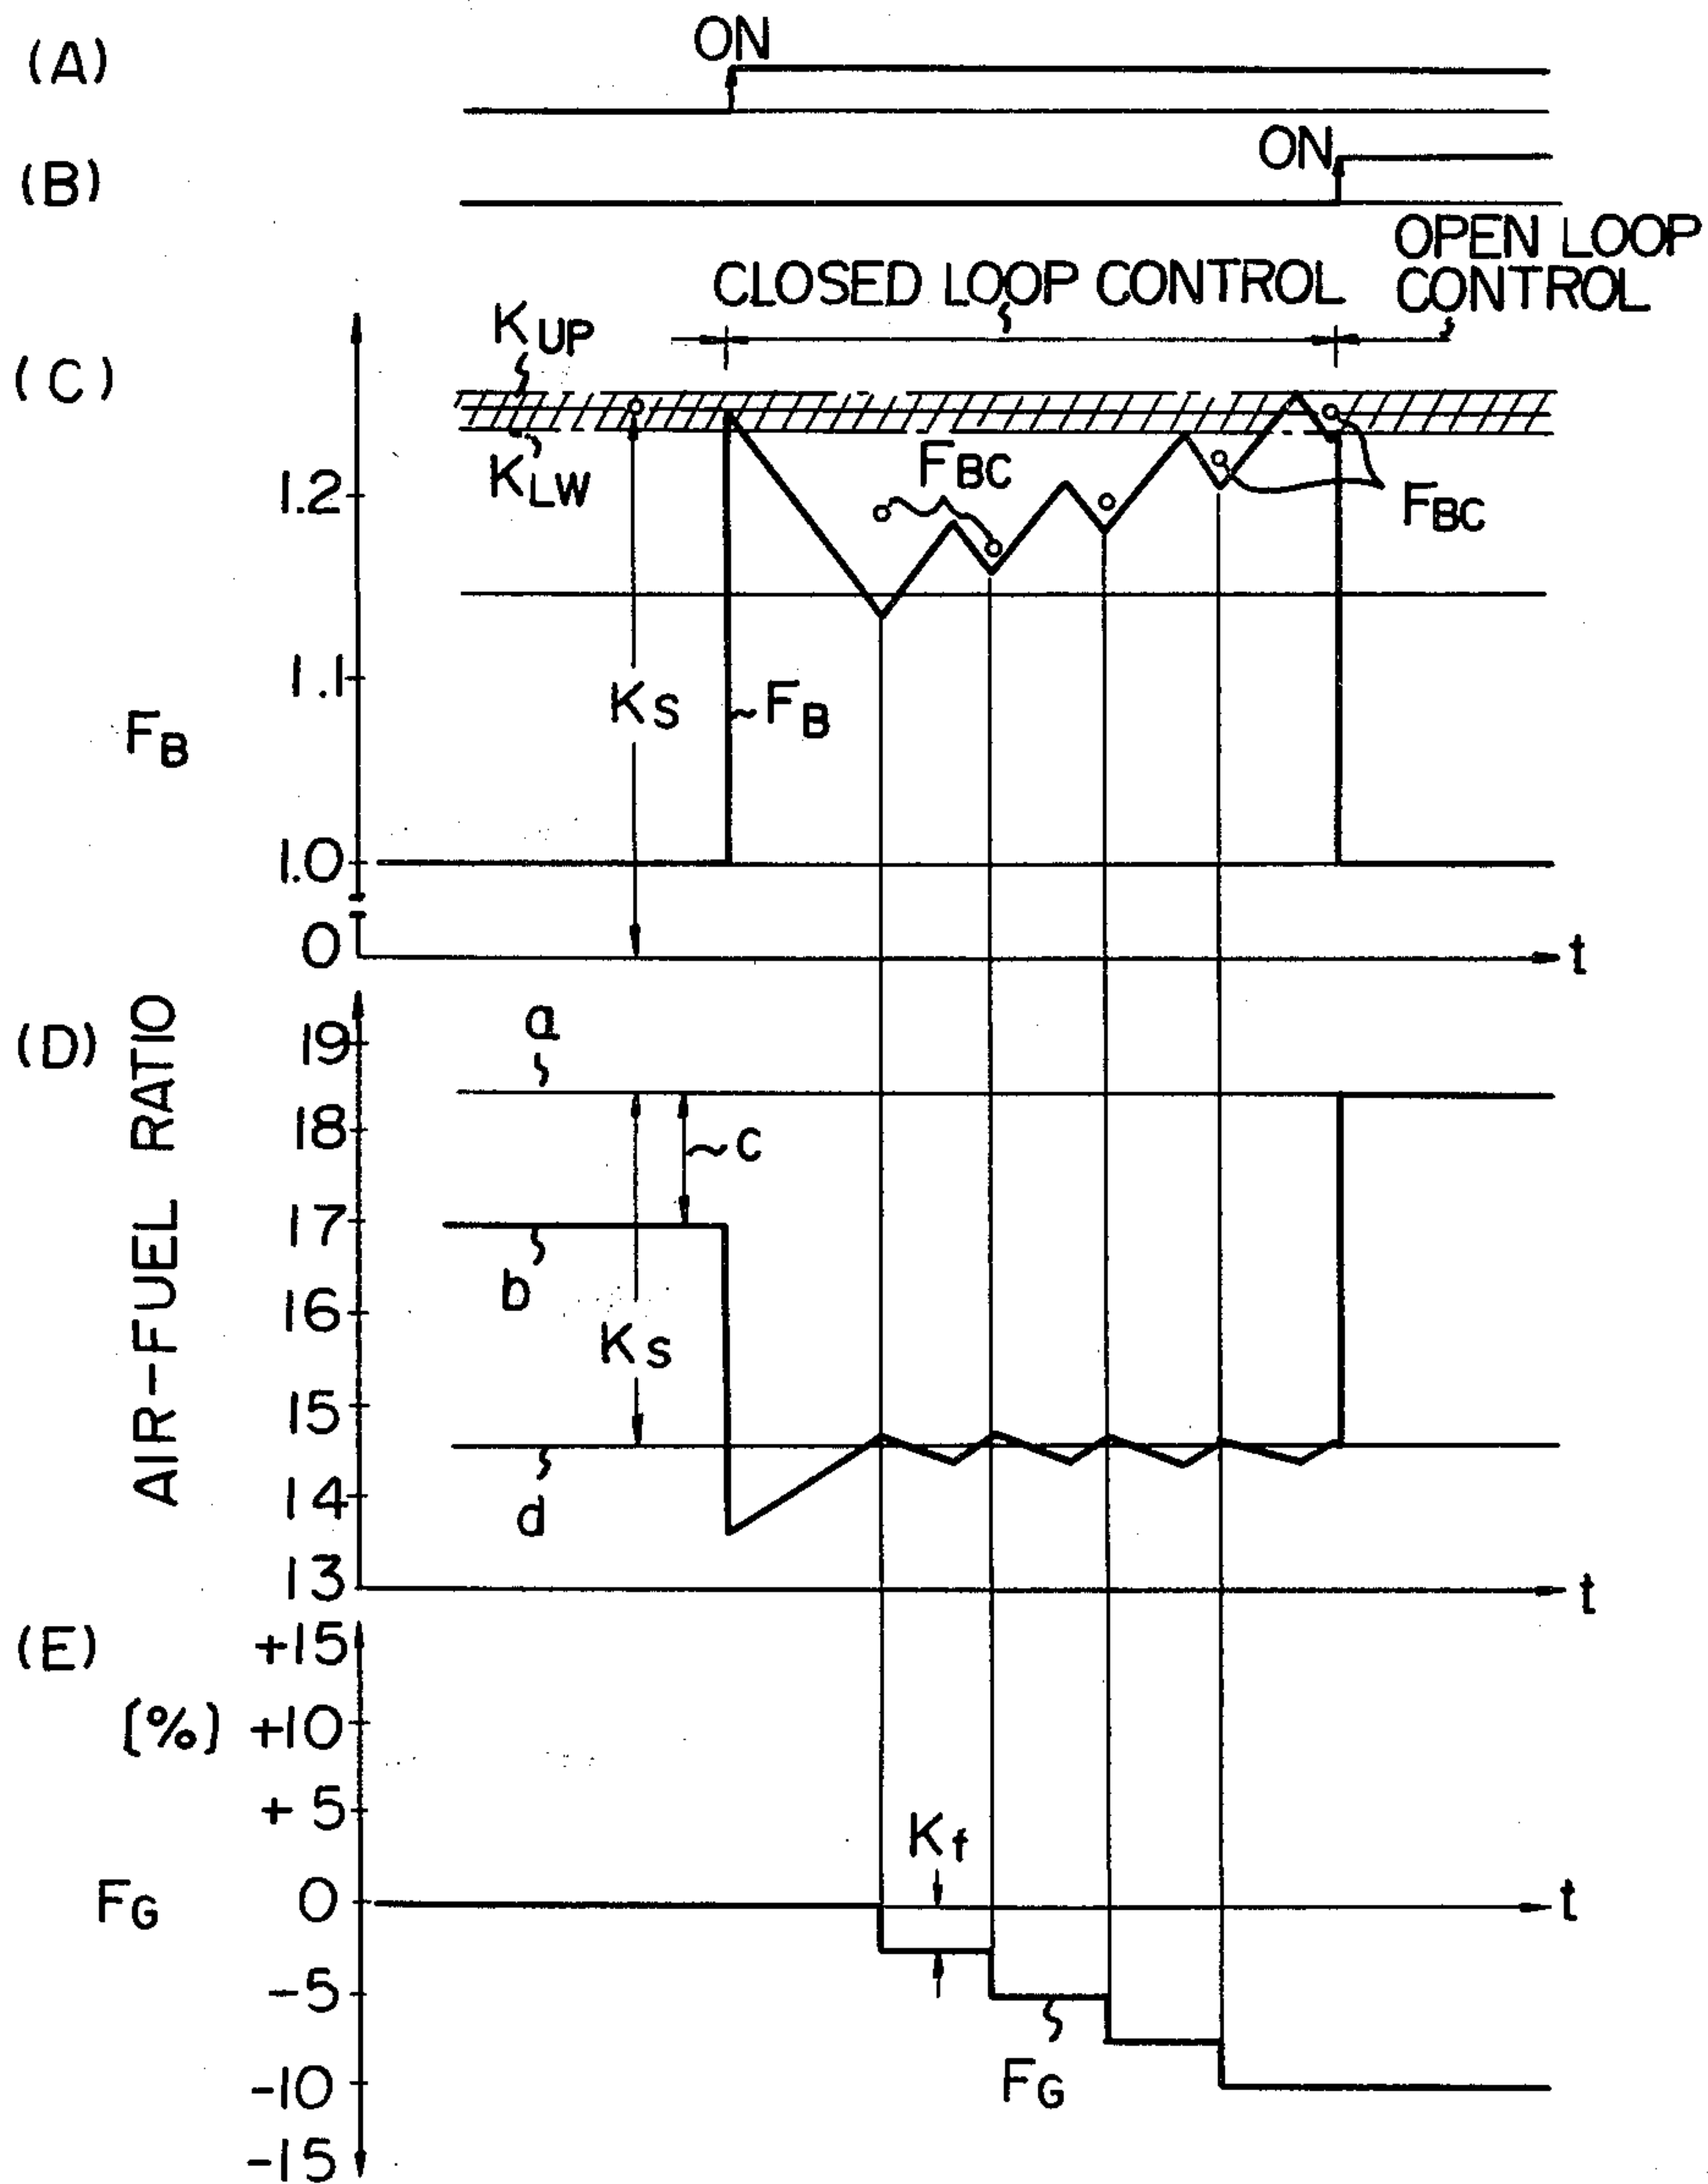 (A)
ON
(B)
ON
OPEN LOOP
CONTROL
CLOSED LOOP CONTROL
(C)
KUP
KLW
FBC
FBC
1.2
1.1
KS
FB
FB
1.0
0
t
(D)
AIR-FUEL RATIO
19
a
18
c
17
b
16
KS
15
14
d
13
t
(E)
+15
(%)
+10
+5
Kf
FG
0
t
-5
FG
-10
-15